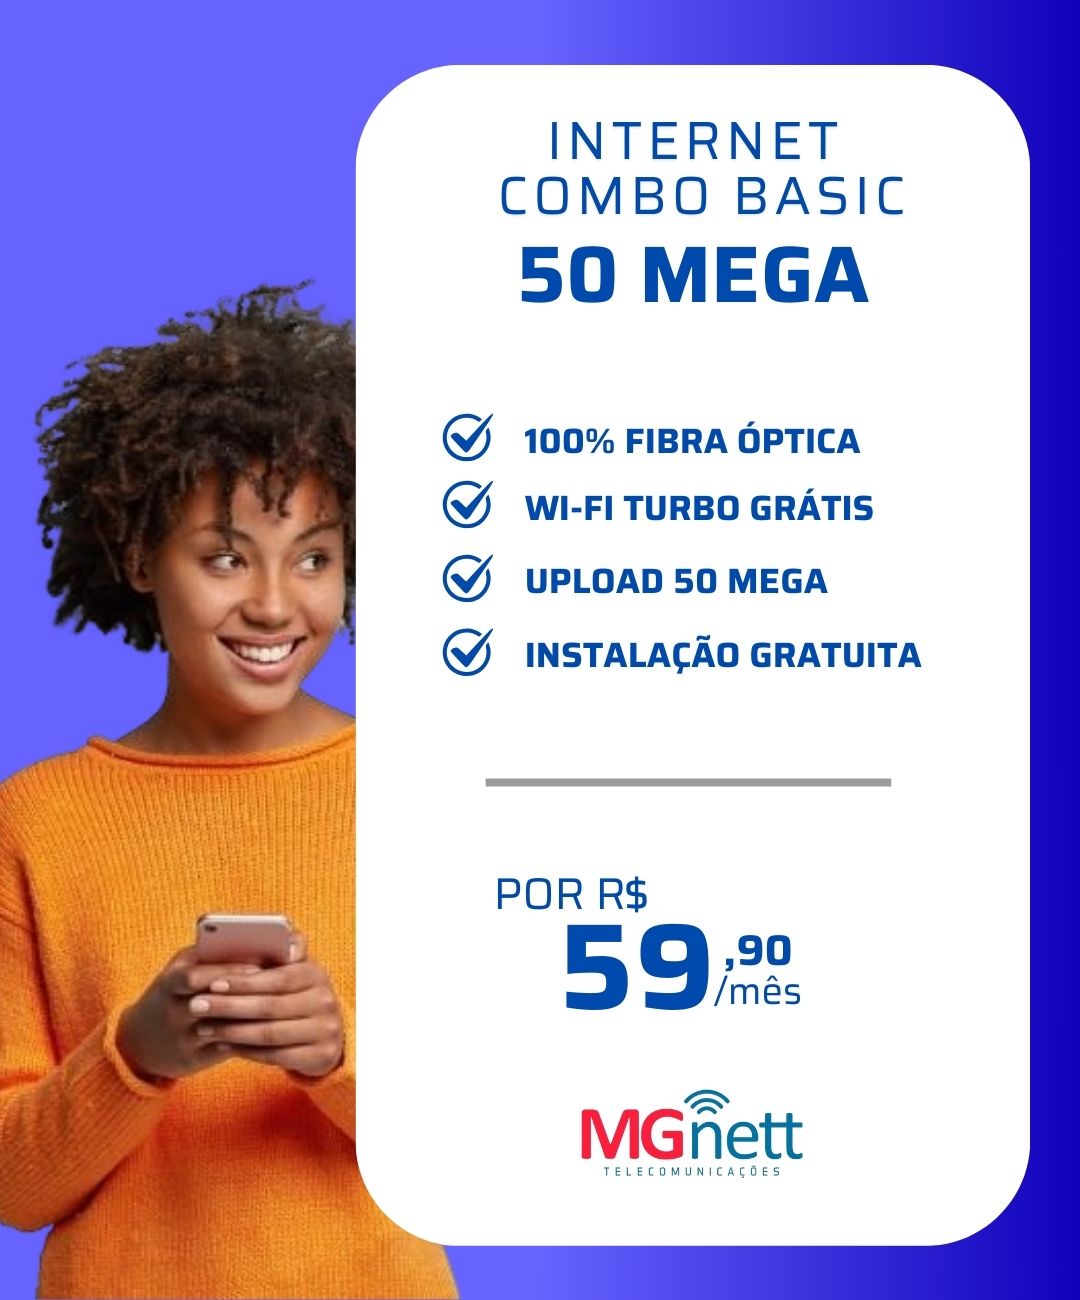 INTERNET
COMBO BASIC
50 MEGA
100% FIBRA ÓPTICA
WI-FI TURBO GRÁTIS
UPLOAD 50 MEGA
INSTALAÇÃO GRATUITA
POR R$
59,90
/mês
MGnett
TELECOMUNICAÇÕES